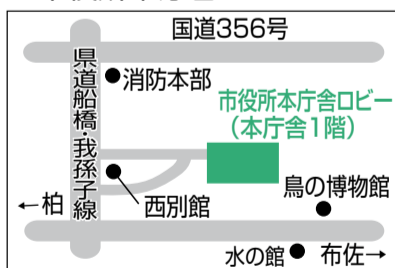 国道356号
県道船橋・我孫子線
消防本部
市役所本庁舎ロビー
（本庁舎1階）
鳥の博物館
←柏
西別館
水の館
布佐→